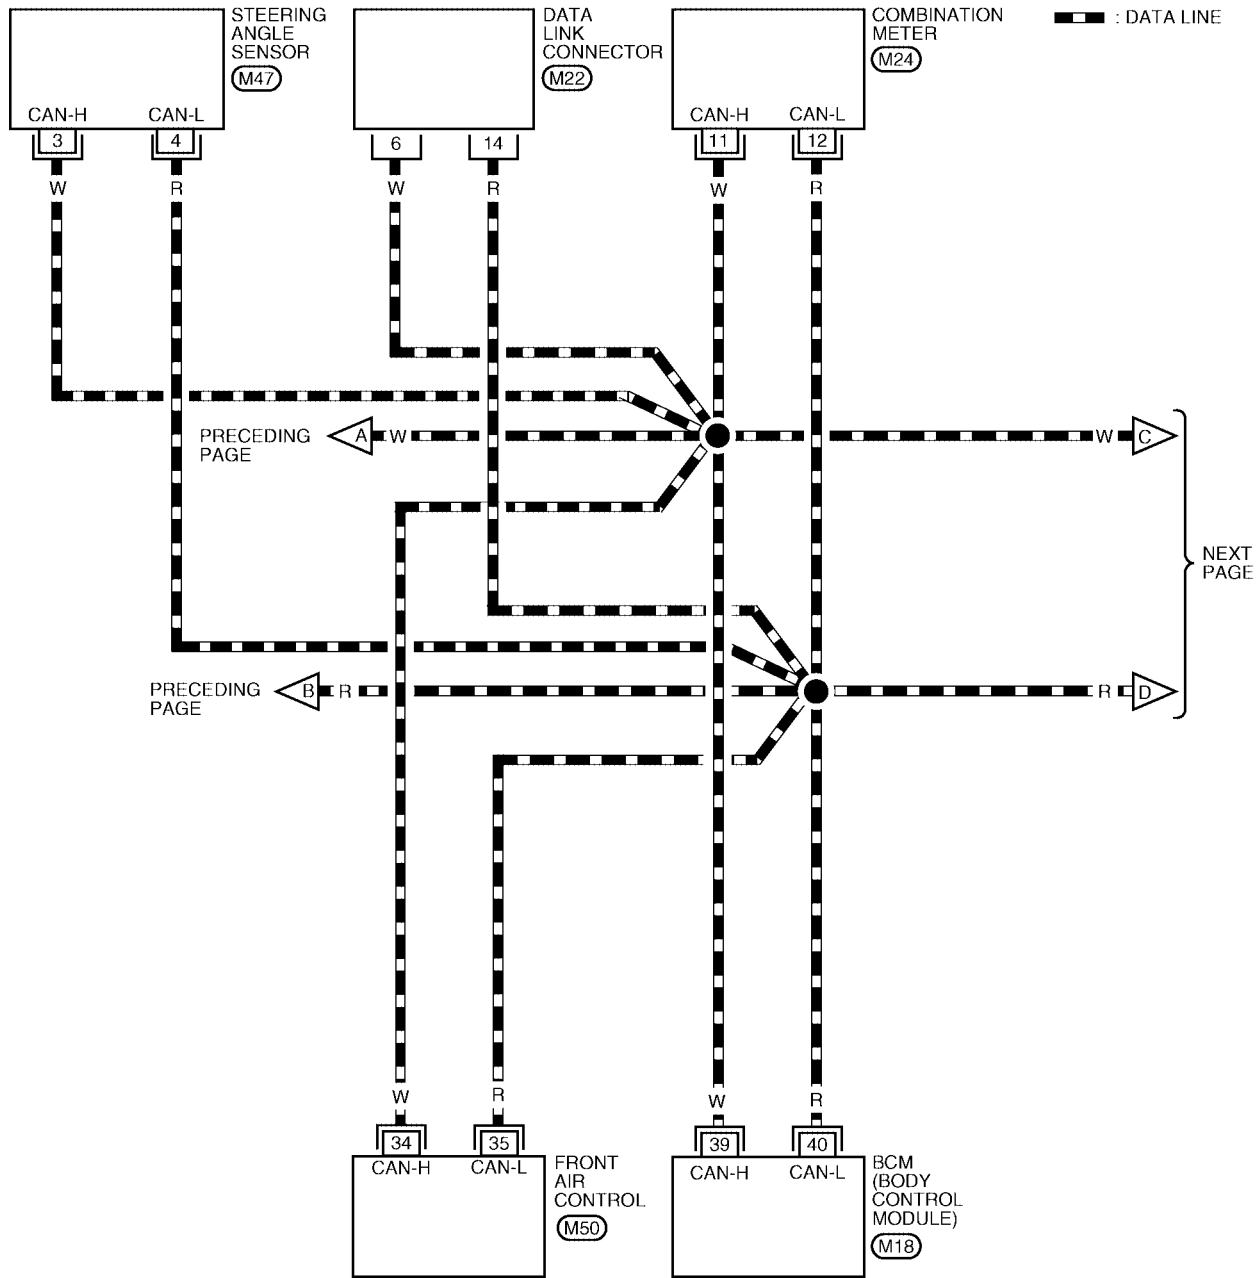 STEERING
ANGLE
SENSOR
M47
DATA
LINK
CONNECTOR
M22
COMBINATION
METER
M24
: DATA LINE
CAN-H
CAN-L
CAN-H
CAN-L
3
4
6
14
11
12
W
R
W
R
W
R
PRECEDING
PAGE
A
W
W
C
NEXT
PAGE
PRECEDING
PAGE
B
R
R
D
W
R
W
R
34
35
39
40
CAN-H
CAN-L
CAN-H
CAN-L
FRONT
AIR
CONTROL
M50
BCM
(BODY
CONTROL
MODULE)
M18